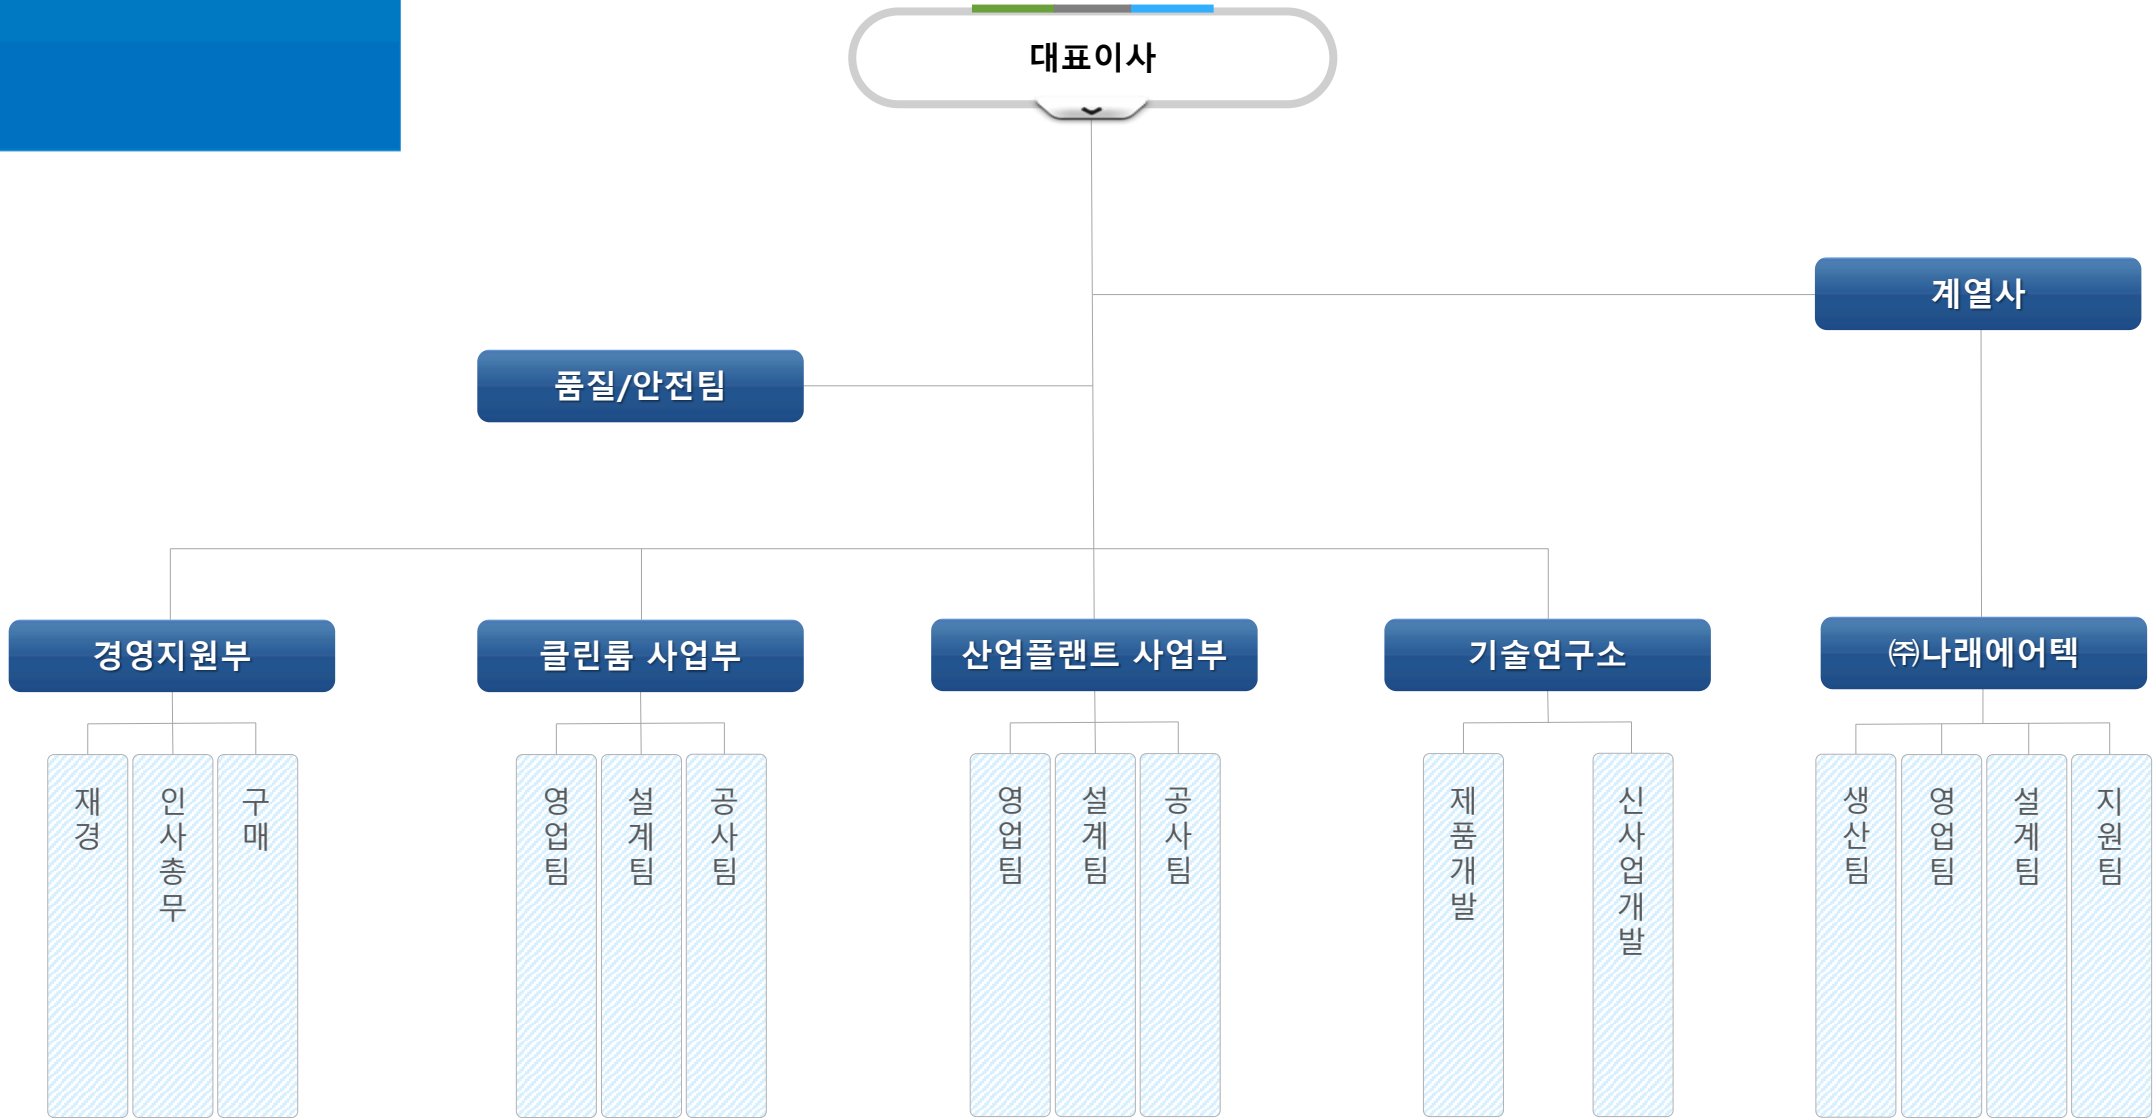 대표이사
계열사
품질/안전팀
경영지원부
클린룸 사업부
산업플랜트 사업부
기술연구소
㈜나래에어텍
재경
인사총무
구매
영업팀
설계팀
공사팀
영업팀
설계팀
공사팀
제품개발
신사업개발
생산팀
영업팀
설계팀
지원팀